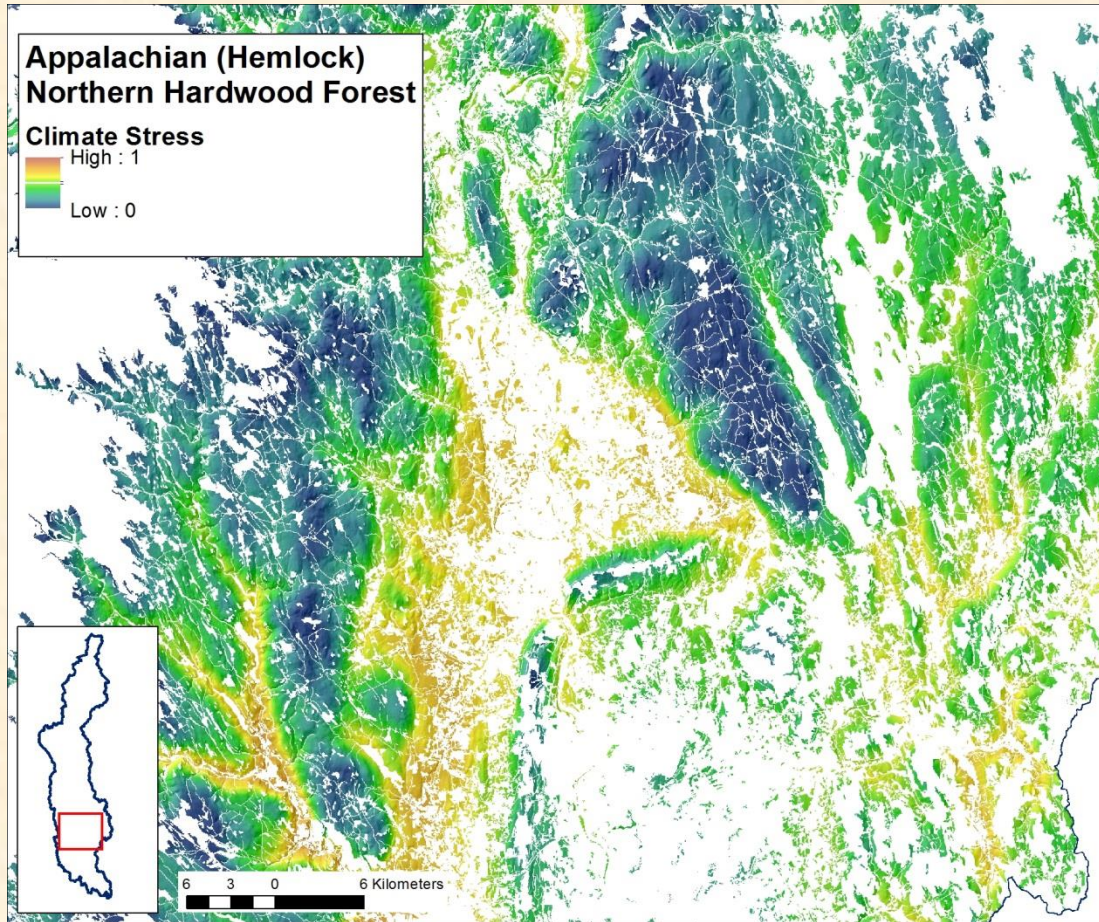 Appalachian (Hemlock)
Northern Hardwood Forest
Climate Stress
High : 1
Low : 0
6 3 0 6 Kilometers